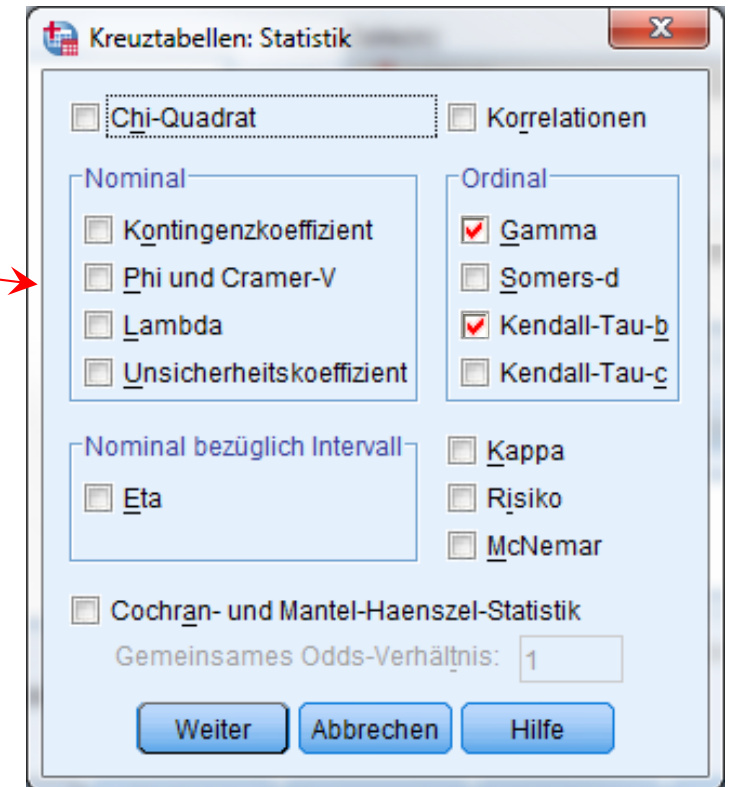 Kreuztabellen: Statistik
Chi-Quadrat
Korrelationen
Nominal
Kontingenzkoeffizient
Phi und Cramer-V
Lambda
Unsicherheitskoeffizient
Ordinal
Gamma
Somers-d
Kendall-Tau-b
Kendall-Tau-c
Nominal bezüglich Intervall
Eta
Kappa
Risiko
McNemar
Cochran- und Mantel-Haenszel-Statistik
Gemeinsames Odds-Verhältnis: 1
Weiter Abbrechen Hilfe